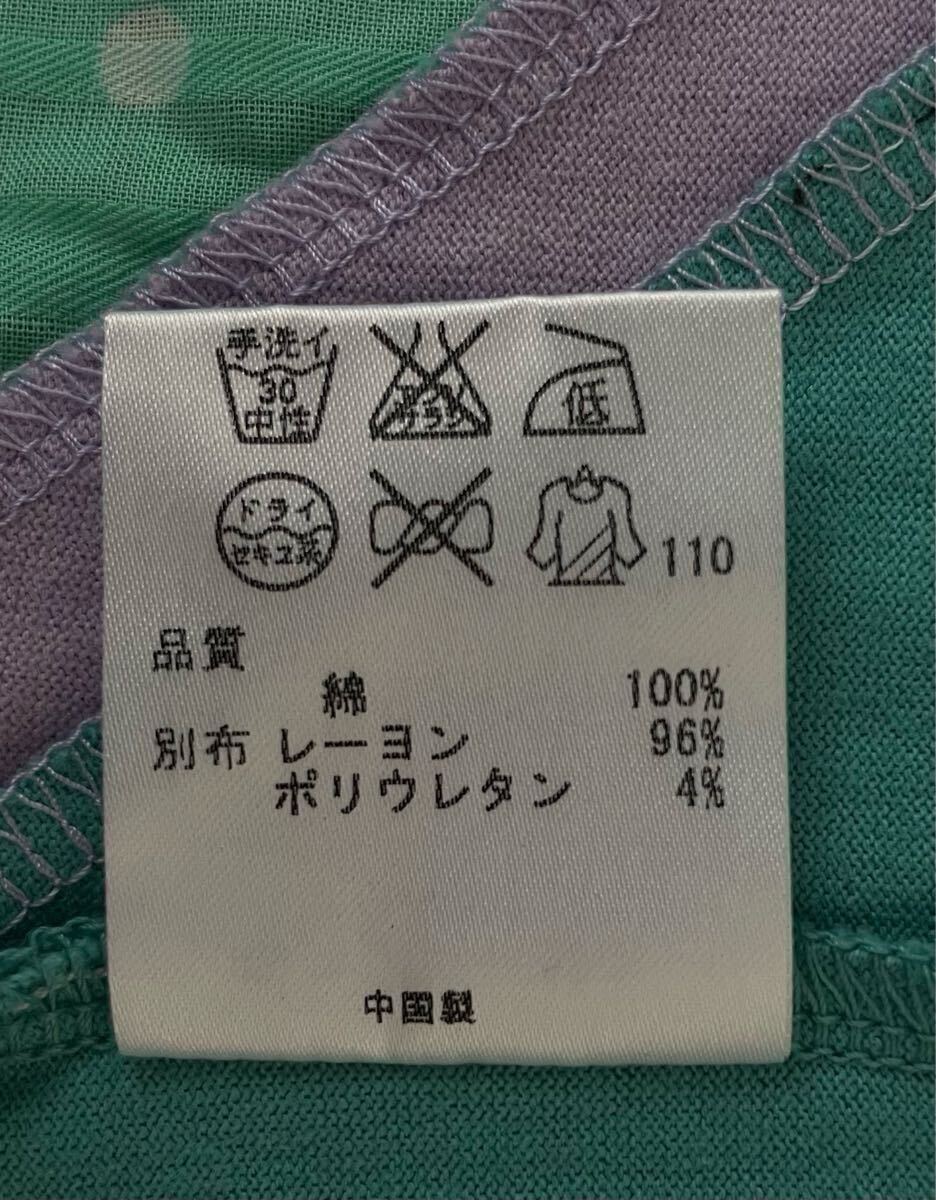 手洗イ
30
中性
低
ドライ
セキユ系
110
品質
綿 100%
別布 レーヨン 96%
ポリウレタン 4%
中国製